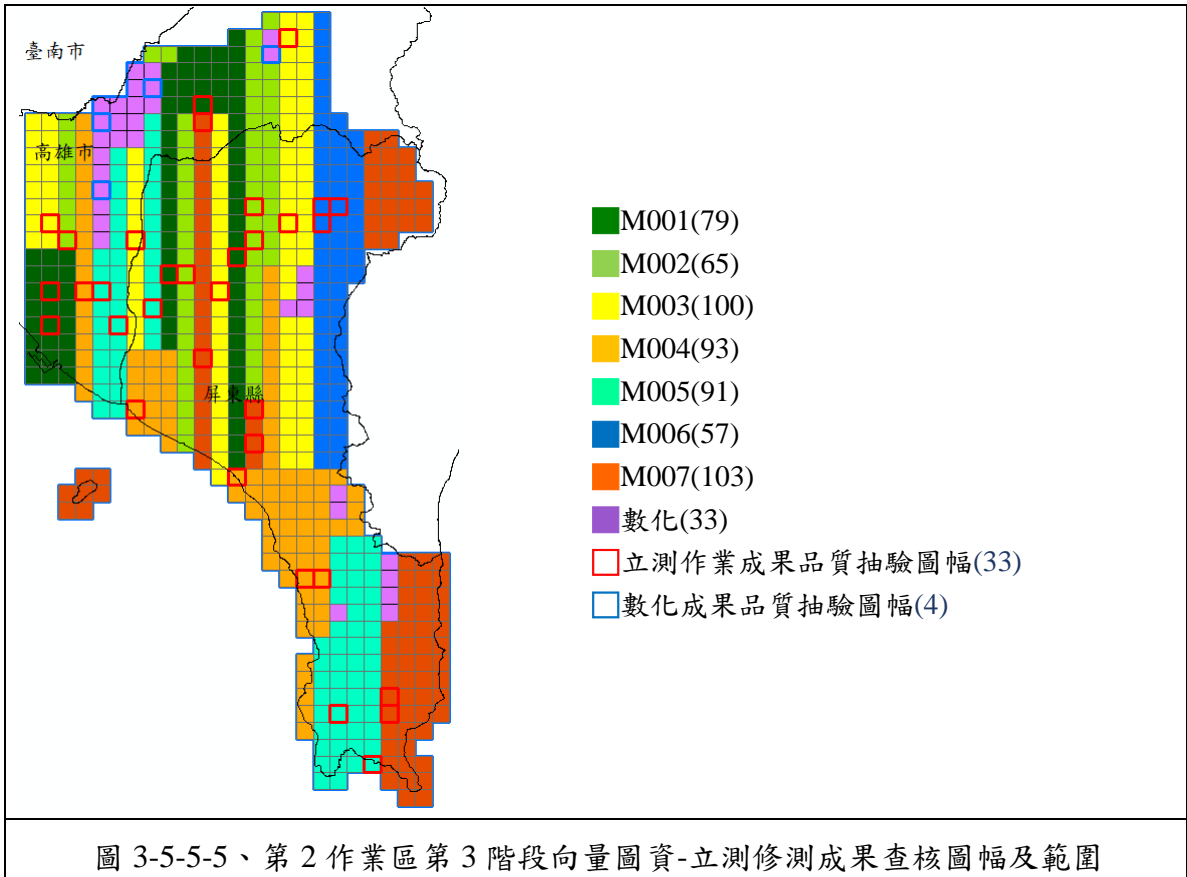 臺南市
高雄市
屏東縣
M001(79)
M002(65)
M003(100)
M004(93)
M005(91)
M006(57)
M007(103)
數化(33)
立測作業成果品質抽驗圖幅(33)
數化成果品質抽驗圖幅(4)
圖 3-5-5-5、第 2 作業區第 3 階段向量圖資-立測修測成果查核圖幅及範圍